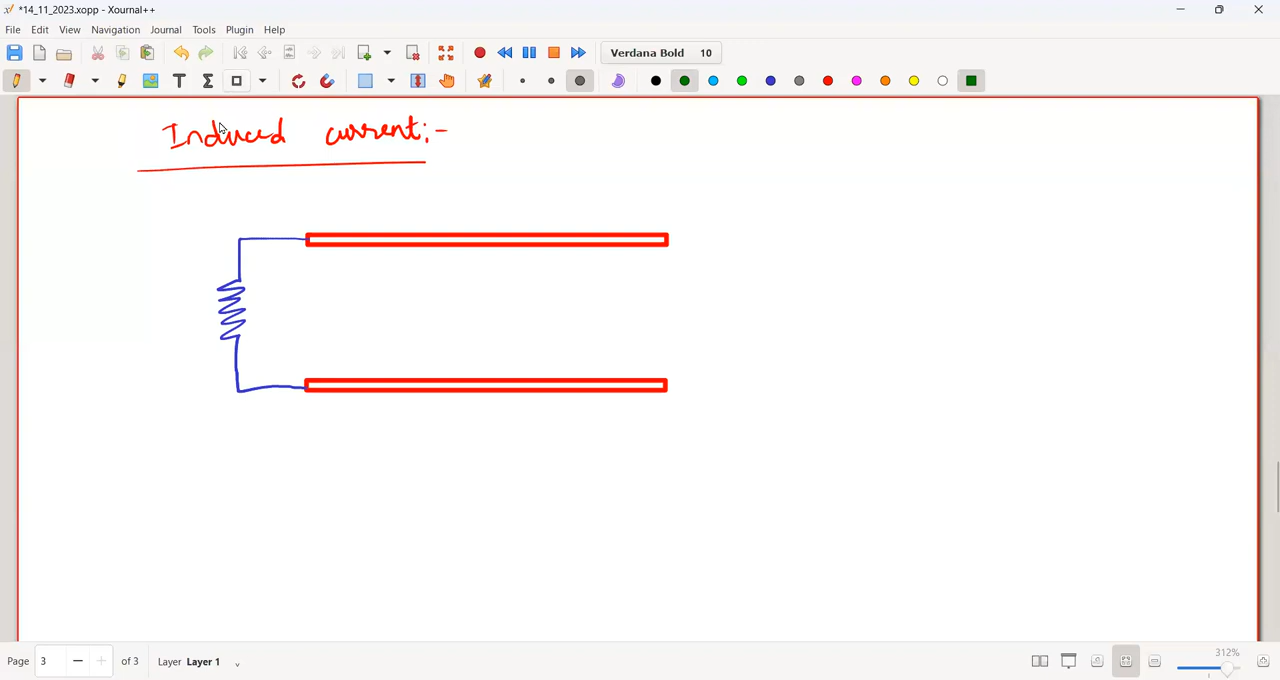 *14_11_2023.xopp - Xournal++
File Edit View Navigation Journal Tools Plugin Help
Verdana Bold 10
Induced current:-
Page 3 of 3 Layer Layer 1 312%